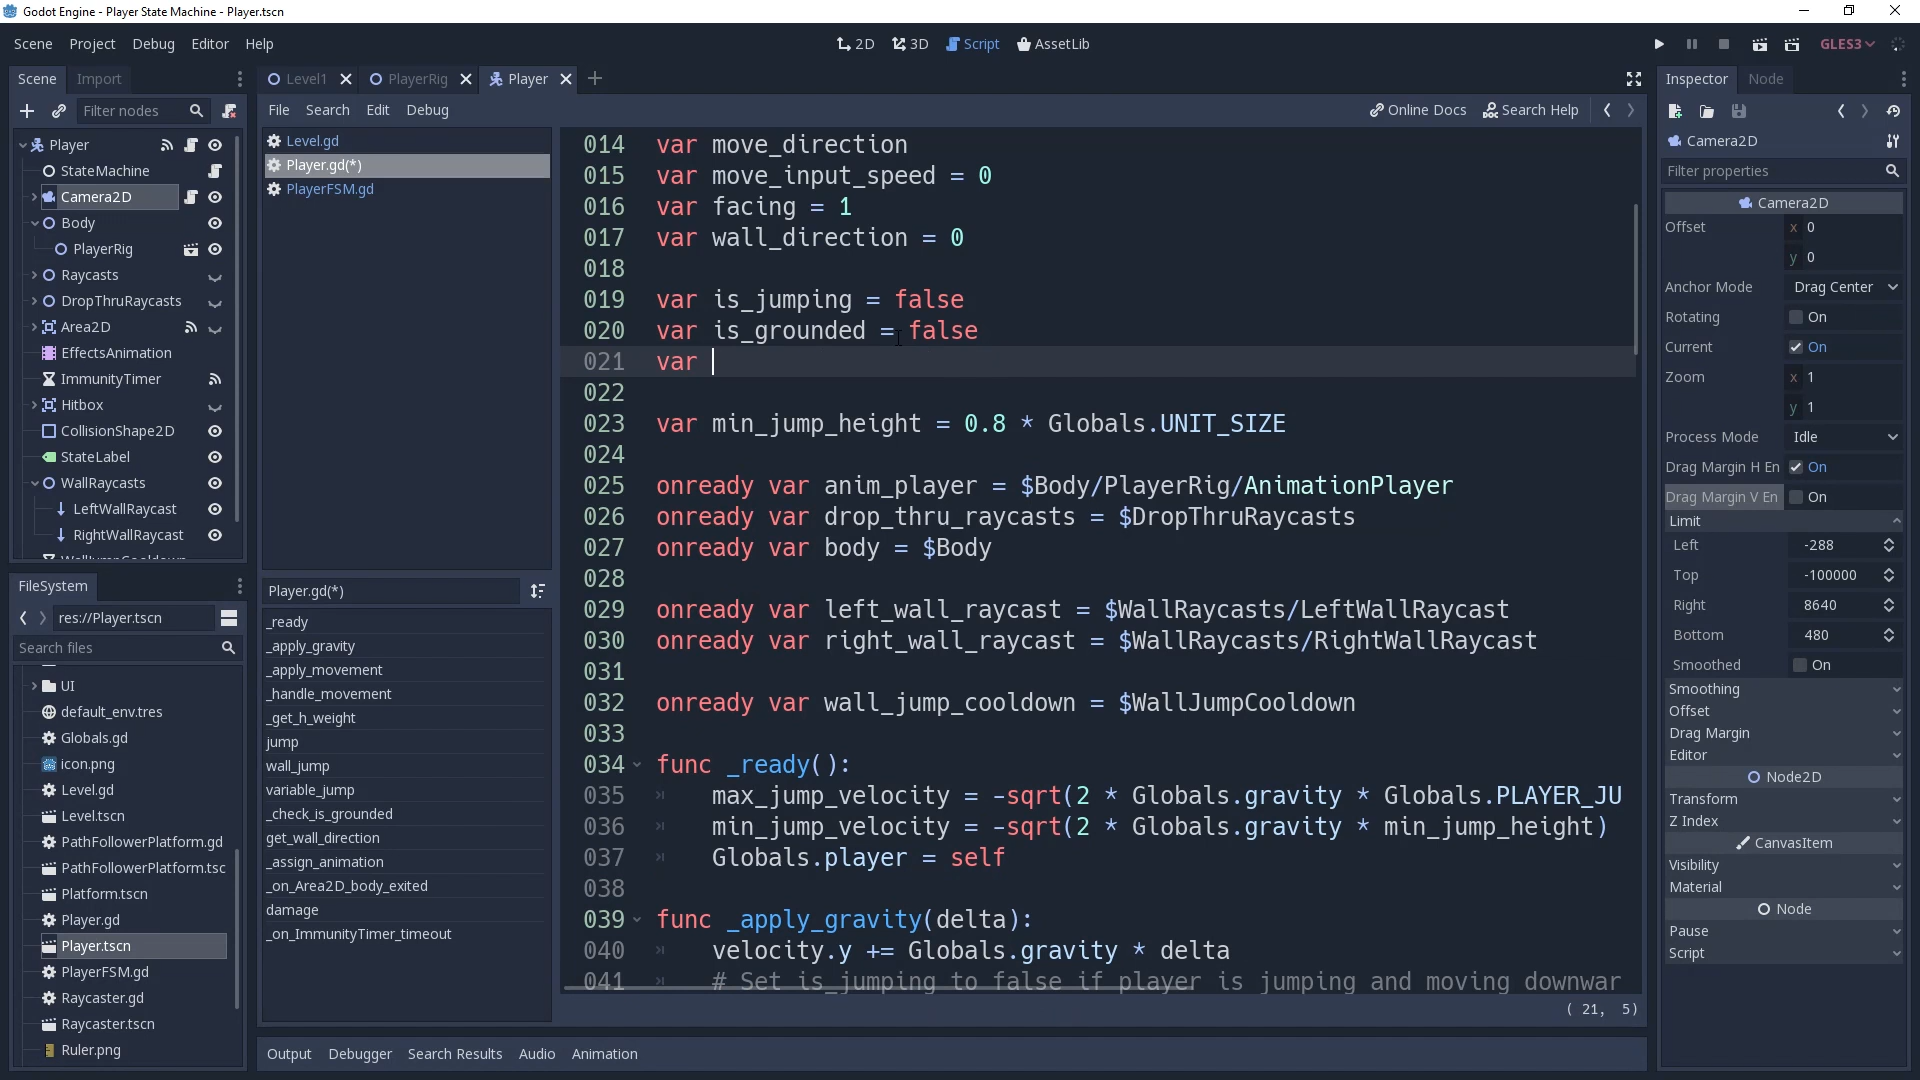 Godot Engine - Player State Machine - Player.tscn
Scene Project Debug Editor Help
2D 3D Script AssetLib
GLES3
Scene Import
Filter nodes
Player
StateMachine
Camera2D
Body
PlayerRig
Raycasts
DropThruRaycasts
Area2D
EffectsAnimation
ImmunityTimer
Hitbox
CollisionShape2D
StateLabel
WallRaycasts
LeftWallRaycast
RightWallRaycast
WallJumpCooldown
FileSystem
res://Player.tscn
Search files
UI
default_env.tres
Globals.gd
icon.png
Level.gd
Level.tscn
PathFollowerPlatform.gd
PathFollowerPlatform.tsc
Platform.tscn
Player.gd
Player.tscn
PlayerFSM.gd
Raycaster.gd
Raycaster.tscn
Ruler.png
Level1 PlayerRig Player
File Search Edit Debug
Online Docs Search Help
Level.gd
Player.gd(*)
PlayerFSM.gd
Player.gd(*)
_ready
_apply_gravity
_apply_movement
_handle_movement
_get_h_weight
jump
wall_jump
variable_jump
_check_is_grounded
get_wall_direction
_assign_animation
_on_Area2D_body_exited
damage
_on_ImmunityTimer_timeout
014 var move_direction
015 var move_input_speed = 0
016 var facing = 1
017 var wall_direction = 0
018
019 var is_jumping = false
020 var is_grounded = false
021 var
022
023 var min_jump_height = 0.8 * Globals.UNIT_SIZE
024
025 onready var anim_player = $Body/PlayerRig/AnimationPlayer
026 onready var drop_thru_raycasts = $DropThruRaycasts
027 onready var body = $Body
028
029 onready var left_wall_raycast = $WallRaycasts/LeftWallRaycast
030 onready var right_wall_raycast = $WallRaycasts/RightWallRaycast
031
032 onready var wall_jump_cooldown = $WallJumpCooldown
033
034 func _ready():
035 max_jump_velocity = -sqrt(2 * Globals.gravity * Globals.PLAYER_JU
036 min_jump_velocity = -sqrt(2 * Globals.gravity * min_jump_height)
037 Globals.player = self
038
039 func _apply_gravity(delta):
040 velocity.y += Globals.gravity * delta
041 # Set is_jumping to false if player is jumping and moving downwar
( 21, 5)
Output Debugger Search Results Audio Animation
Inspector Node
Camera2D
Filter properties
Camera2D
Offset x 0
y 0
Anchor Mode Drag Center
Rotating On
Current On
Zoom x 1
y 1
Process Mode Idle
Drag Margin H En On
Drag Margin V En On
Limit
Left -288
Top -100000
Right 8640
Bottom 480
Smoothed On
Smoothing
Offset
Drag Margin
Editor
Node2D
Transform
Z Index
CanvasItem
Visibility
Material
Node
Pause
Script